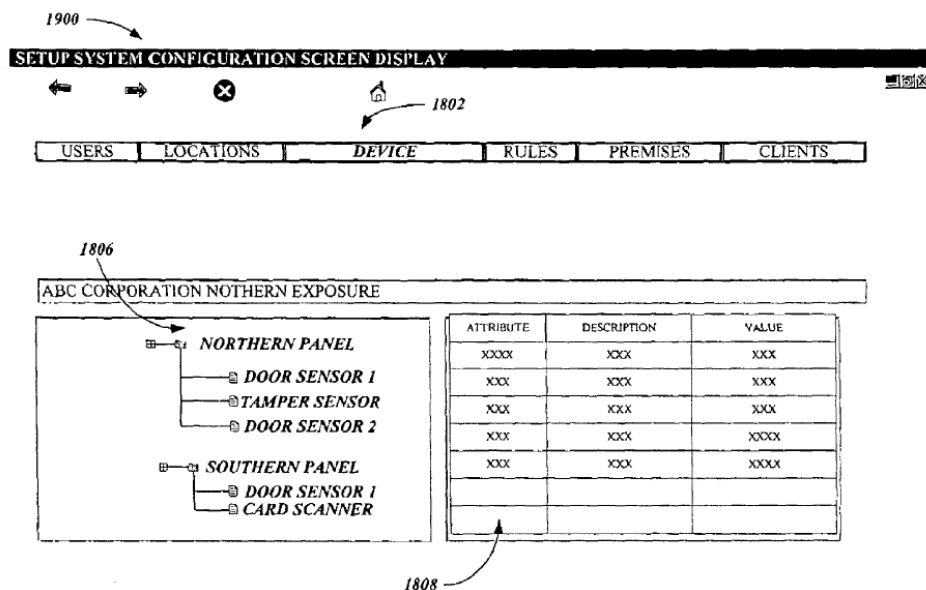 1900
SETUP SYSTEM CONFIGURATION SCREEN DISPLAY
1802
USERS LOCATIONS DEVICE RULES PREMISES CLIENTS
1806
ABC CORPORATION NOTHERN EXPOSURE
NORTHERN PANEL
DOOR SENSOR 1
TAMPER SENSOR
DOOR SENSOR 2
SOUTHERN PANEL
DOOR SENSOR 1
CARD SCANNER
ATTRIBUTE DESCRIPTION VALUE
XXXX XXX XXX
XXX XXX XXX
XXX XXX XXX
XXX XXX XXXX
XXX XXX XXXX
1808